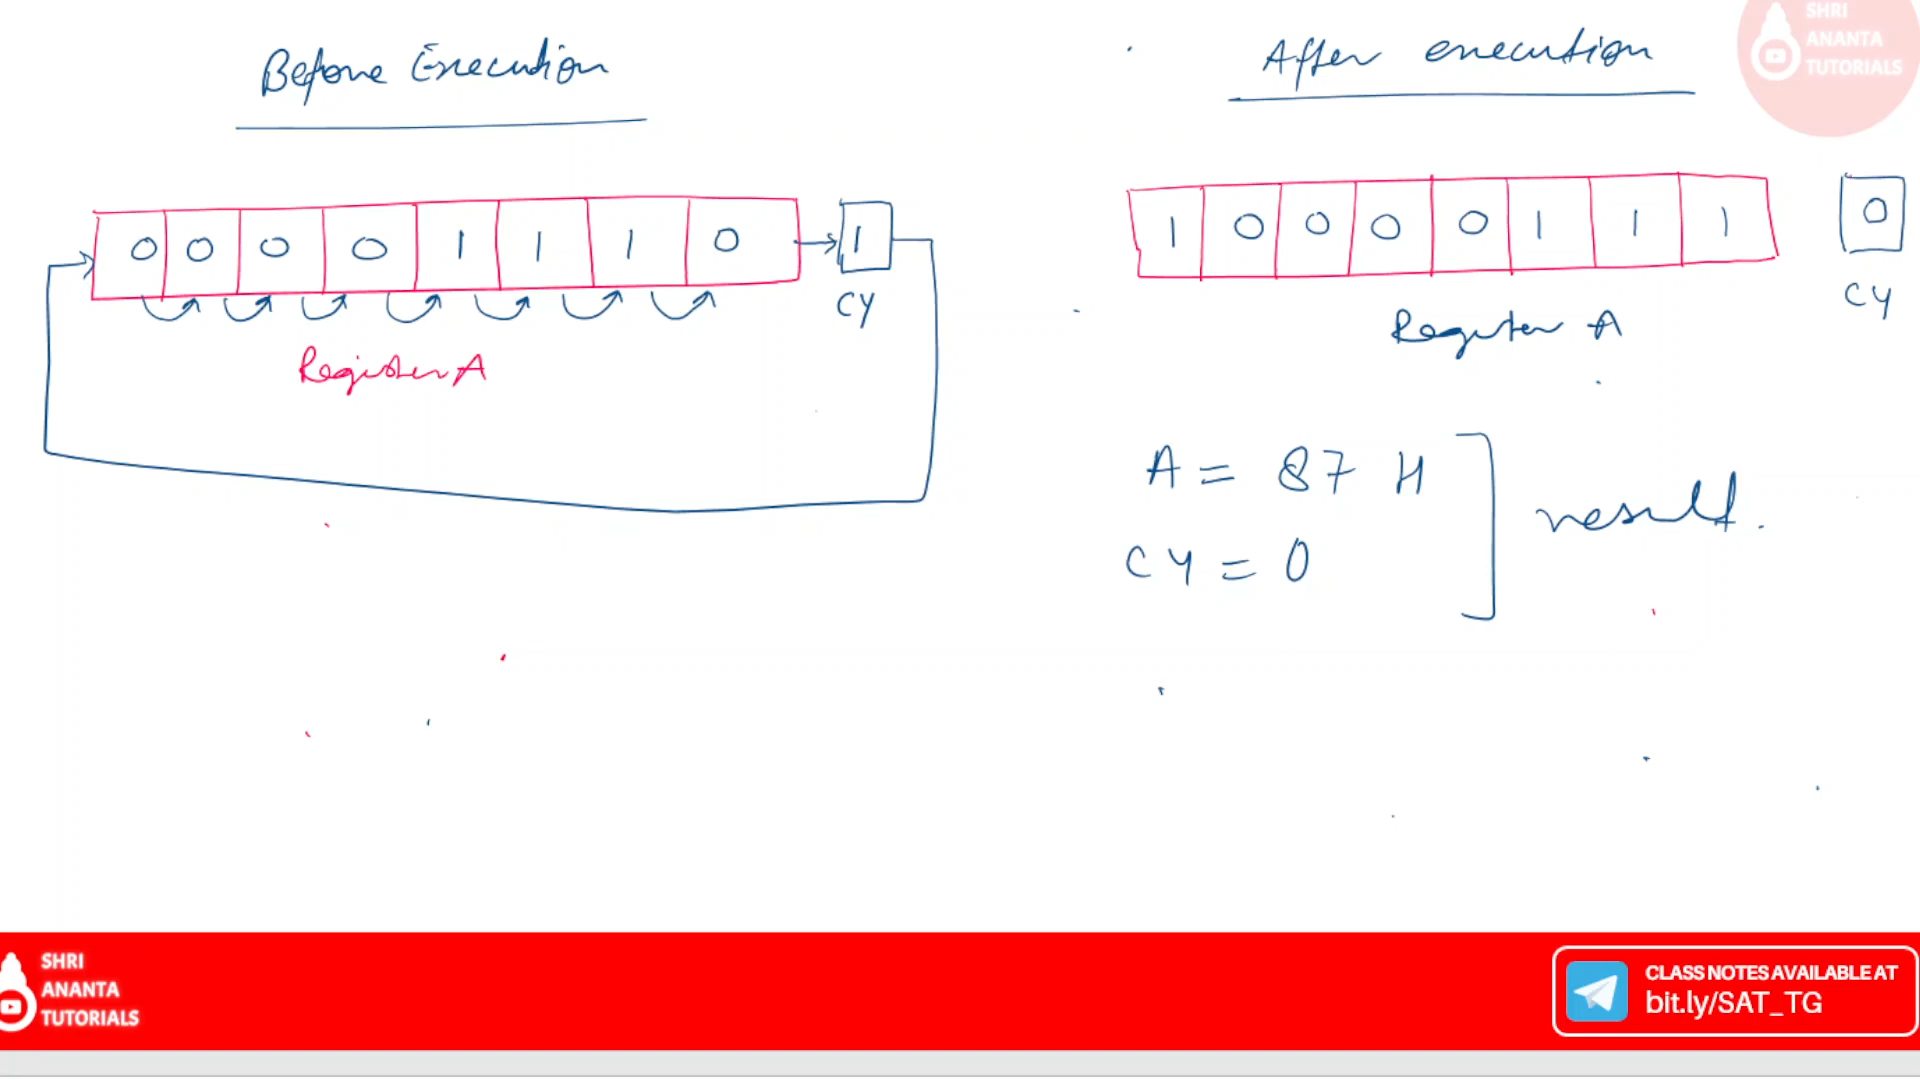 Before Execution
0 0 0 0 1 1 1 0
1
CY
Register A
After execution
1 0 0 0 0 1 1 1
0
CY
Register A
A = 87 H
CY = 0
result.
SHRI
ANANTA
TUTORIALS
SHRI
ANANTA
TUTORIALS
CLASS NOTES AVAILABLE AT
bit.ly/SAT_TG